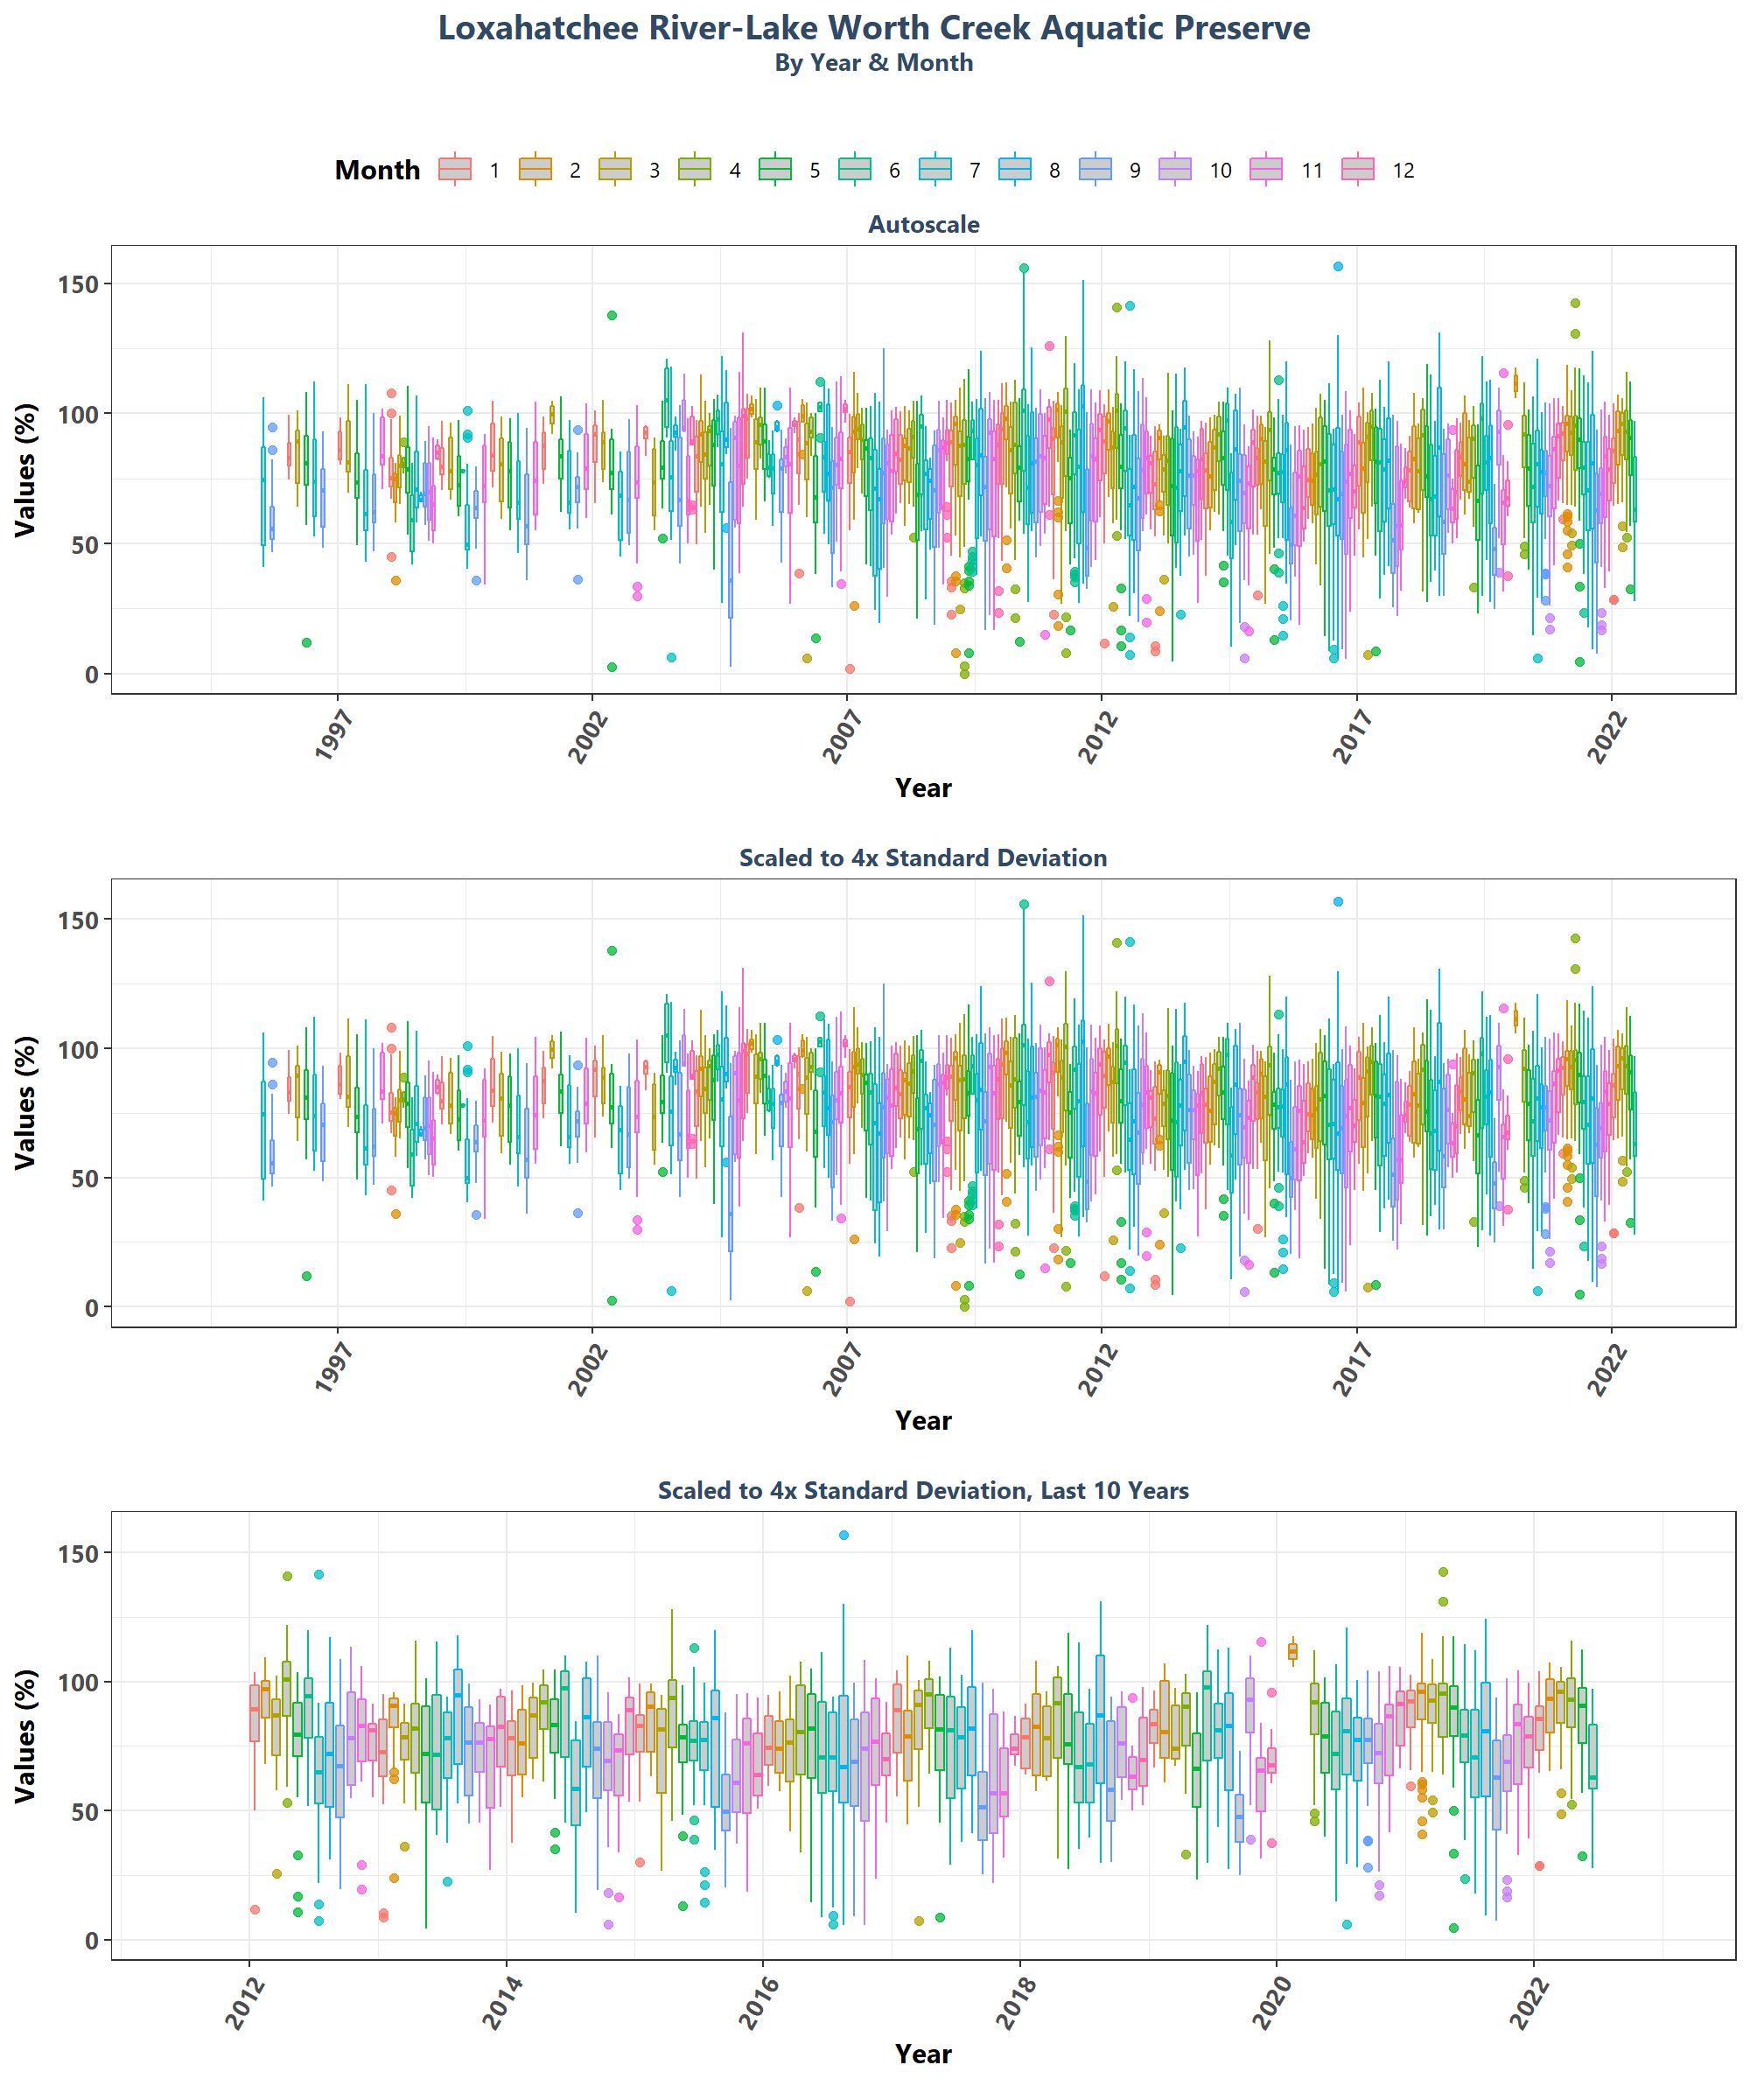 Loxahatchee River-Lake Worth Creek Aquatic Preserve
By Year & Month
Month 1 2 3 4 5 6 7 8 9 10 11 12
Autoscale
Values (%)
150
100
50
0
1997 2002 2007 2012 2017 2022
Year
Scaled to 4x Standard Deviation
Values (%)
150
100
50
0
1997 2002 2007 2012 2017 2022
Year
Scaled to 4x Standard Deviation, Last 10 Years
Values (%)
150
100
50
0
2012 2014 2016 2018 2020 2022
Year